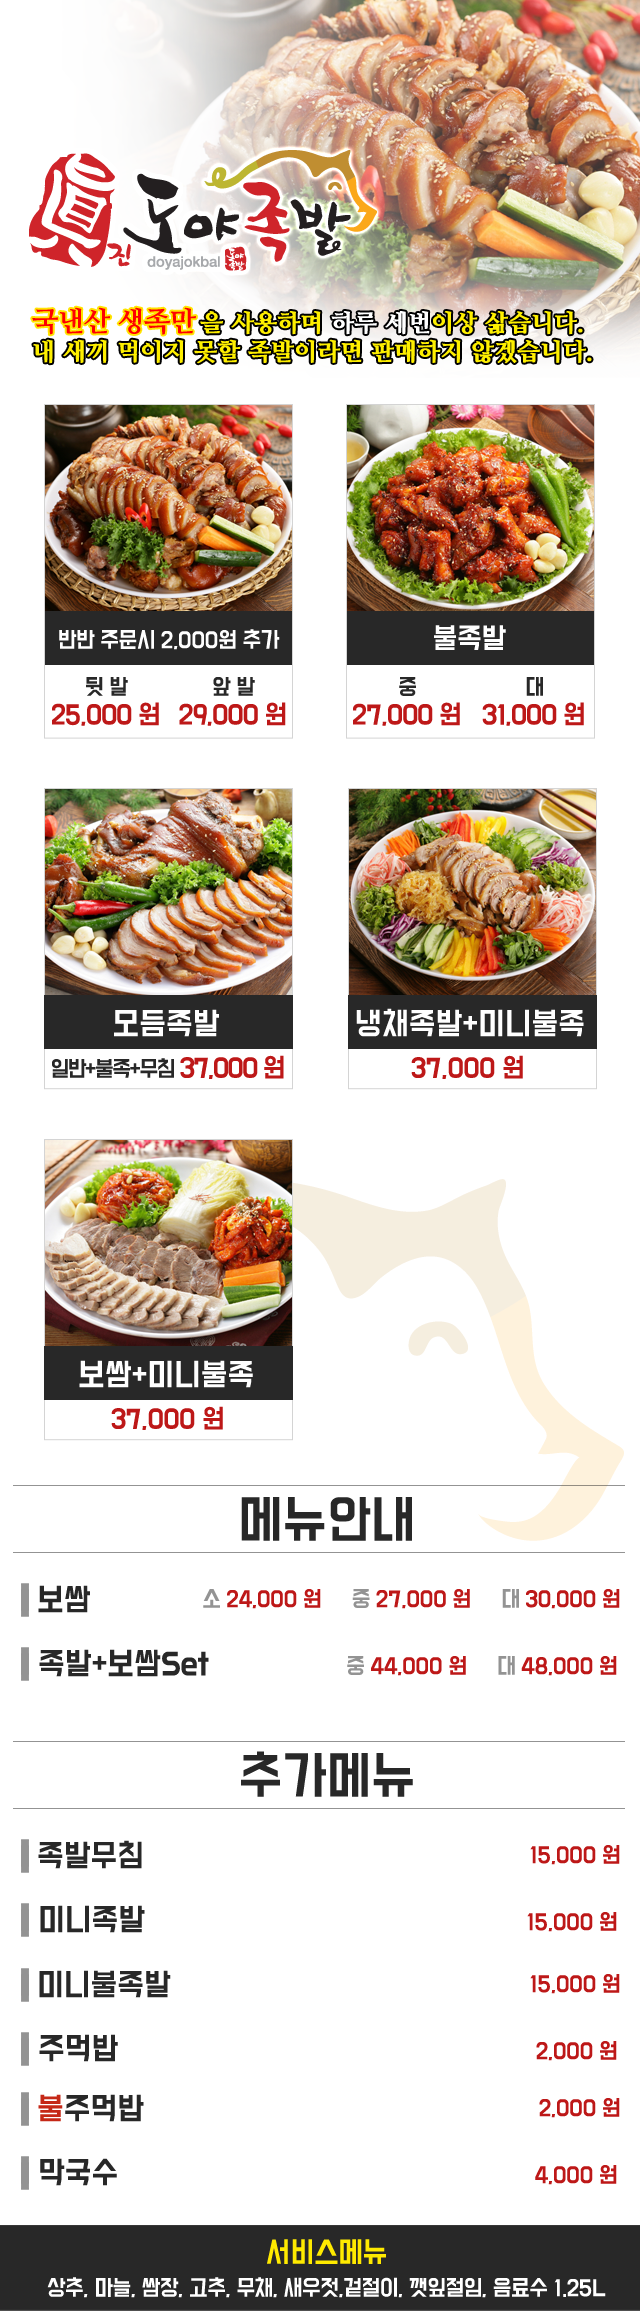 眞
진 도야족발
doyajokbal 도야족발
국내산 생족만을 사용하며 하루 세번이상 삶습니다.
내 새끼 먹이지 못할 족발이라면 판매하지 않겠습니다.
반반 주문시 2,000원 추가
뒷 발 앞 발
25,000 원 29,000 원
불족발
중 대
27,000 원 31,000 원
모듬족발
일반+불족+무침 37,000 원
냉채족발+미니불족
37,000 원
보쌈+미니불족
37,000 원
메뉴안내
보쌈 소 24,000 원 중 27,000 원 대 30,000 원
족발+보쌈Set 중 44,000 원 대 48,000 원
추가메뉴
족발무침 15,000 원
미니족발 15,000 원
미니불족발 15,000 원
주먹밥 2,000 원
불주먹밥 2,000 원
막국수 4,000 원
서비스메뉴
상추, 마늘, 쌈장, 고추, 무채, 새우젓,겉절이, 깻잎절임, 음료수 1.25L